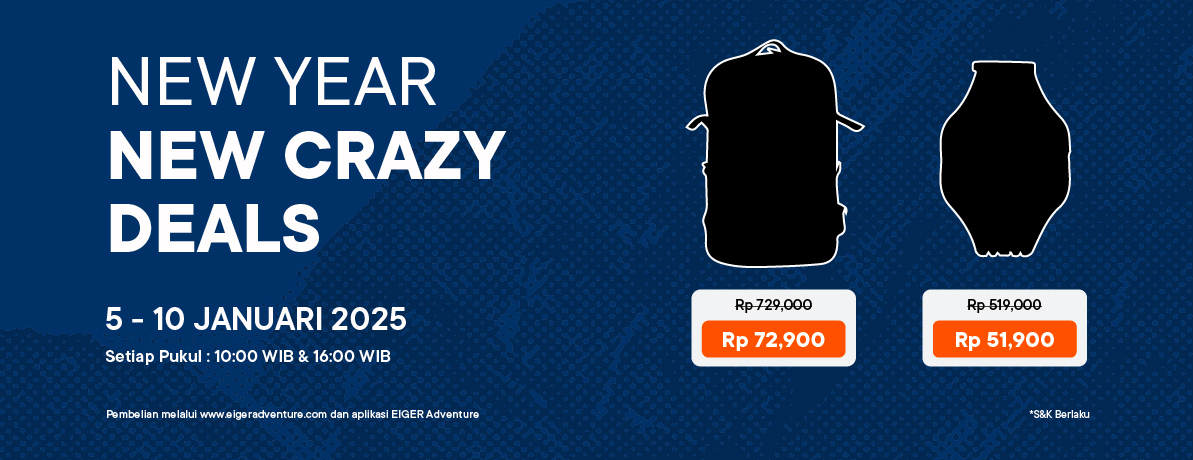 NEW YEAR
NEW CRAZY
DEALS
5 - 10 JANUARI 2025
Setiap Pukul : 10:00 WIB & 16:00 WIB
Pembelian melalui www.eigeradventure.com dan aplikasi EIGER Adventure
Rp 729,000
Rp 72,900
Rp 519,000
Rp 51,900
*S&K Berlaku